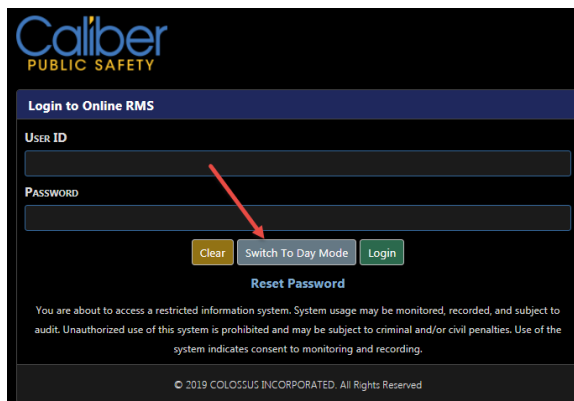 Caliber
PUBLIC SAFETY
Login to Online RMS
USER ID
PASSWORD
Clear
Switch To Day Mode
Login
Reset Password
You are about to access a restricted information system. System usage may be monitored, recorded, and subject to
audit. Unauthorized use of this system is prohibited and may be subject to criminal and/or civil penalties. Use of the
system indicates consent to monitoring and recording.
© 2019 COLOSSUS INCORPORATED. All Rights Reserved